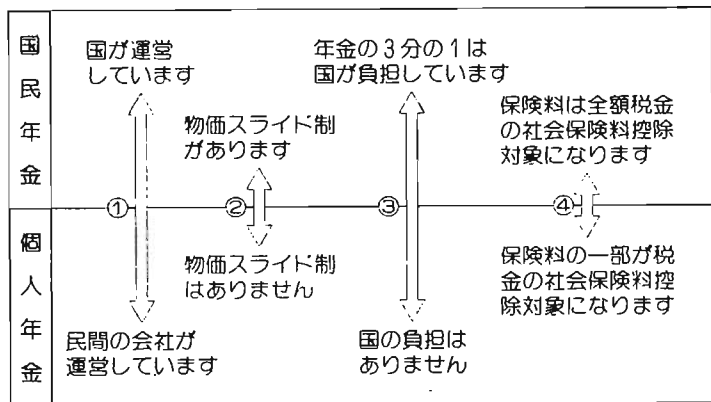 国民年金
国が運営
しています
物価スライド制
があります
年金の3分の1は
国が負担しています
保険料は全額税金
の社会保険料控除
対象になります
①
②
③
④
個人年金
民間の会社が
運営しています
物価スライド制
はありません
国の負担は
ありません
保険料の一部が税
金の社会保険料控
除対象になります